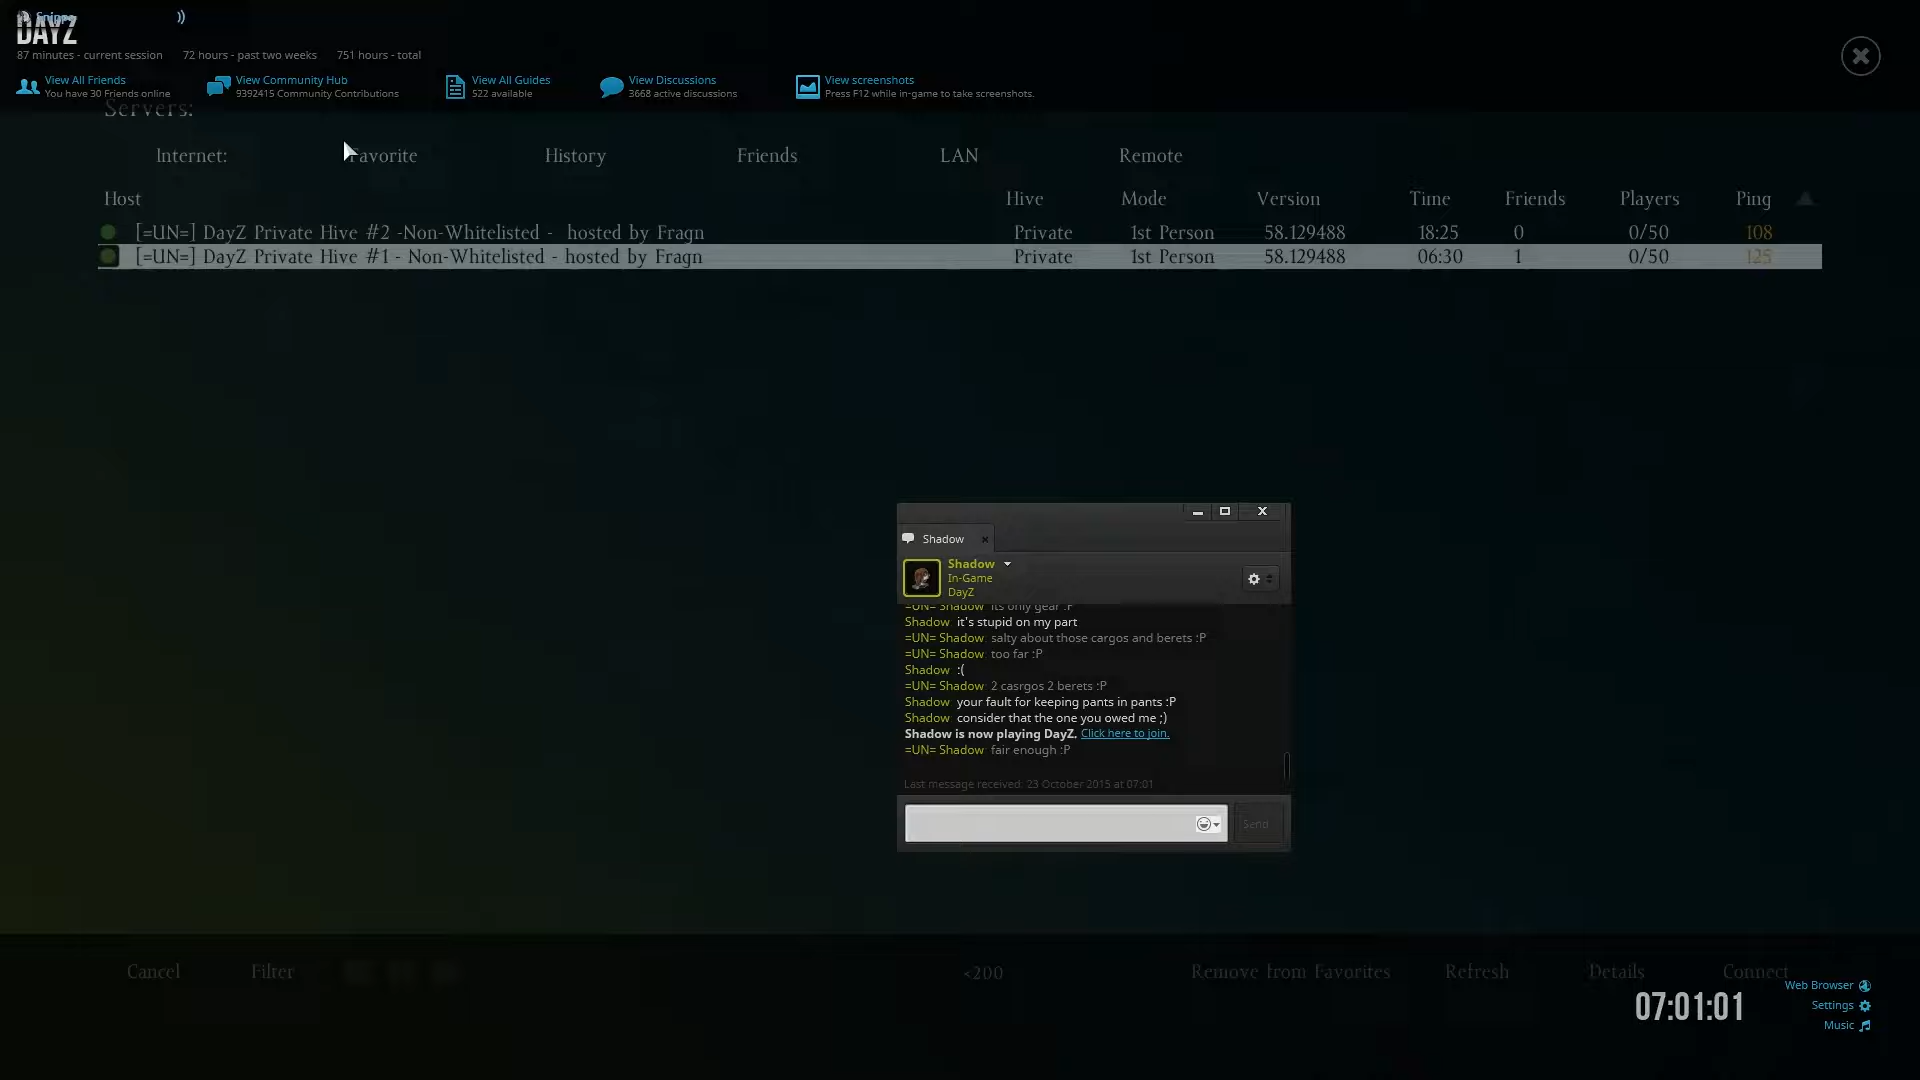 DAYZ
87 minutes - current session 72 hours - past two weeks 751 hours - total
View All Friends
You have 30 Friends online
View Community Hub
9392415 Community Contributions
View All Guides
522 available
View Discussions
3668 active discussions
View screenshots
Press F12 while in-game to take screenshots.
Servers:
Internet: Favorite History Friends LAN Remote
Host Hive Mode Version Time Friends Players Ping
[=UN=] DayZ Private Hive #2 -Non-Whitelisted - hosted by Fragn Private 1st Person 58.129488 18:25 0 0/50 108
[=UN=] DayZ Private Hive #1 - Non-Whitelisted - hosted by Fragn Private 1st Person 58.129488 06:30 1 0/50 125
Shadow
Shadow
In-Game
DayZ
=UN= Shadow: its only gear :P
Shadow: it's stupid on my part
=UN= Shadow: salty about those cargos and berets :P
=UN= Shadow: too far :P
Shadow: :(
=UN= Shadow: 2 casrgos 2 berets :P
Shadow: your fault for keeping pants in pants :P
Shadow: consider that the one you owed me ;)
Shadow is now playing DayZ. Click here to join.
=UN= Shadow: fair enough :P
Last message received: 23 October 2015 at 07:01
Send
Cancel Filter <200 Remove from Favorites Refresh Details Connect
Web Browser
Settings
Music
07:01:01